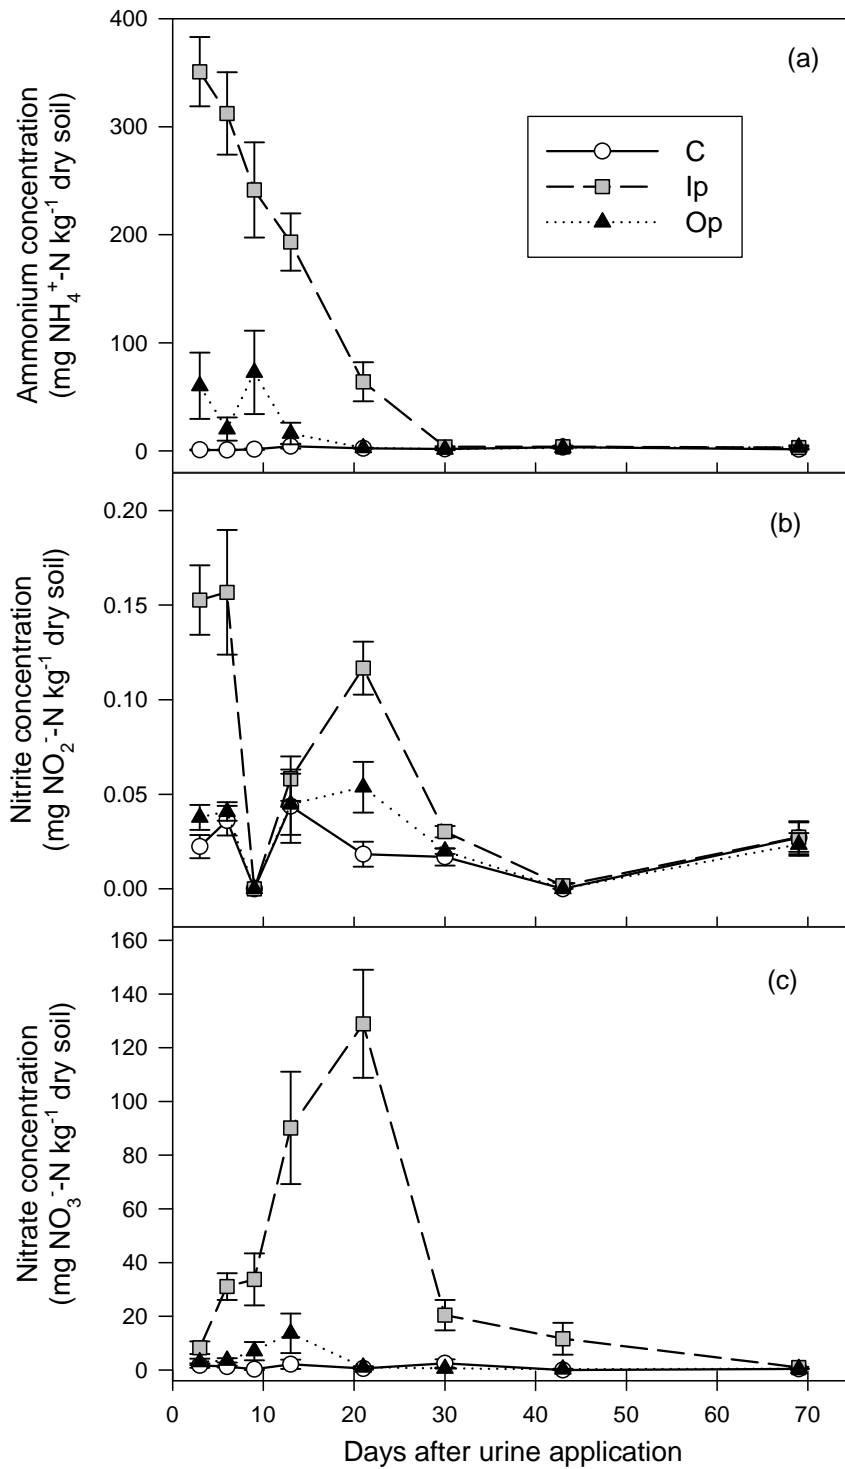 400
300
200
100
0
Ammonium concentration
(mg NH₄⁺-N kg⁻¹ dry soil)
(a)
C
Ip
Op
0.20
0.15
0.10
0.05
0.00
Nitrite concentration
(mg NO₂⁻-N kg⁻¹ dry soil)
(b)
160
140
120
100
80
60
40
20
0
Nitrate concentration
(mg NO₃⁻-N kg⁻¹ dry soil)
(c)
0 10 20 30 40 50 60 70
Days after urine application